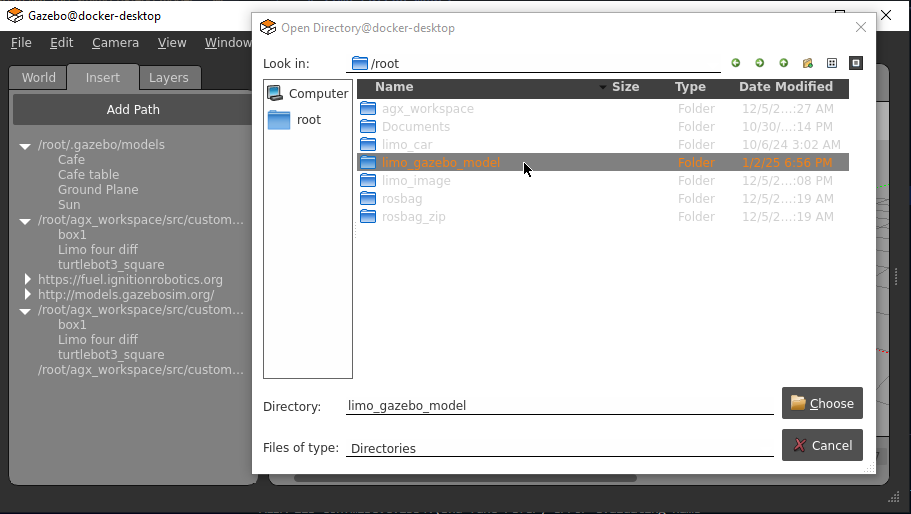 Gazebo@docker-desktop
File Edit Camera View Window
World Insert Layers
Add Path
/root/.gazebo/models
Cafe
Cafe table
Ground Plane
Sun
/root/agx_workspace/src/custom...
box1
Limo four diff
turtlebot3_square
https://fuel.ignitionrobotics.org
http://models.gazebosim.org/
/root/agx_workspace/src/custom...
box1
Limo four diff
turtlebot3_square
/root/agx_workspace/src/custom...
Open Directory@docker-desktop
Look in: /root
Computer
root
Name Size Type Date Modified
agx_workspace Folder 12/5/2...:27 AM
Documents Folder 10/30/...:14 PM
limo_car Folder 10/6/24 3:02 AM
limo_gazebo_model Folder 1/2/25 6:56 PM
limo_image Folder 12/5/2...:08 PM
rosbag Folder 12/5/2...:19 AM
rosbag_zip Folder 12/5/2...:19 AM
Directory: limo_gazebo_model
Choose
Files of type: Directories
Cancel